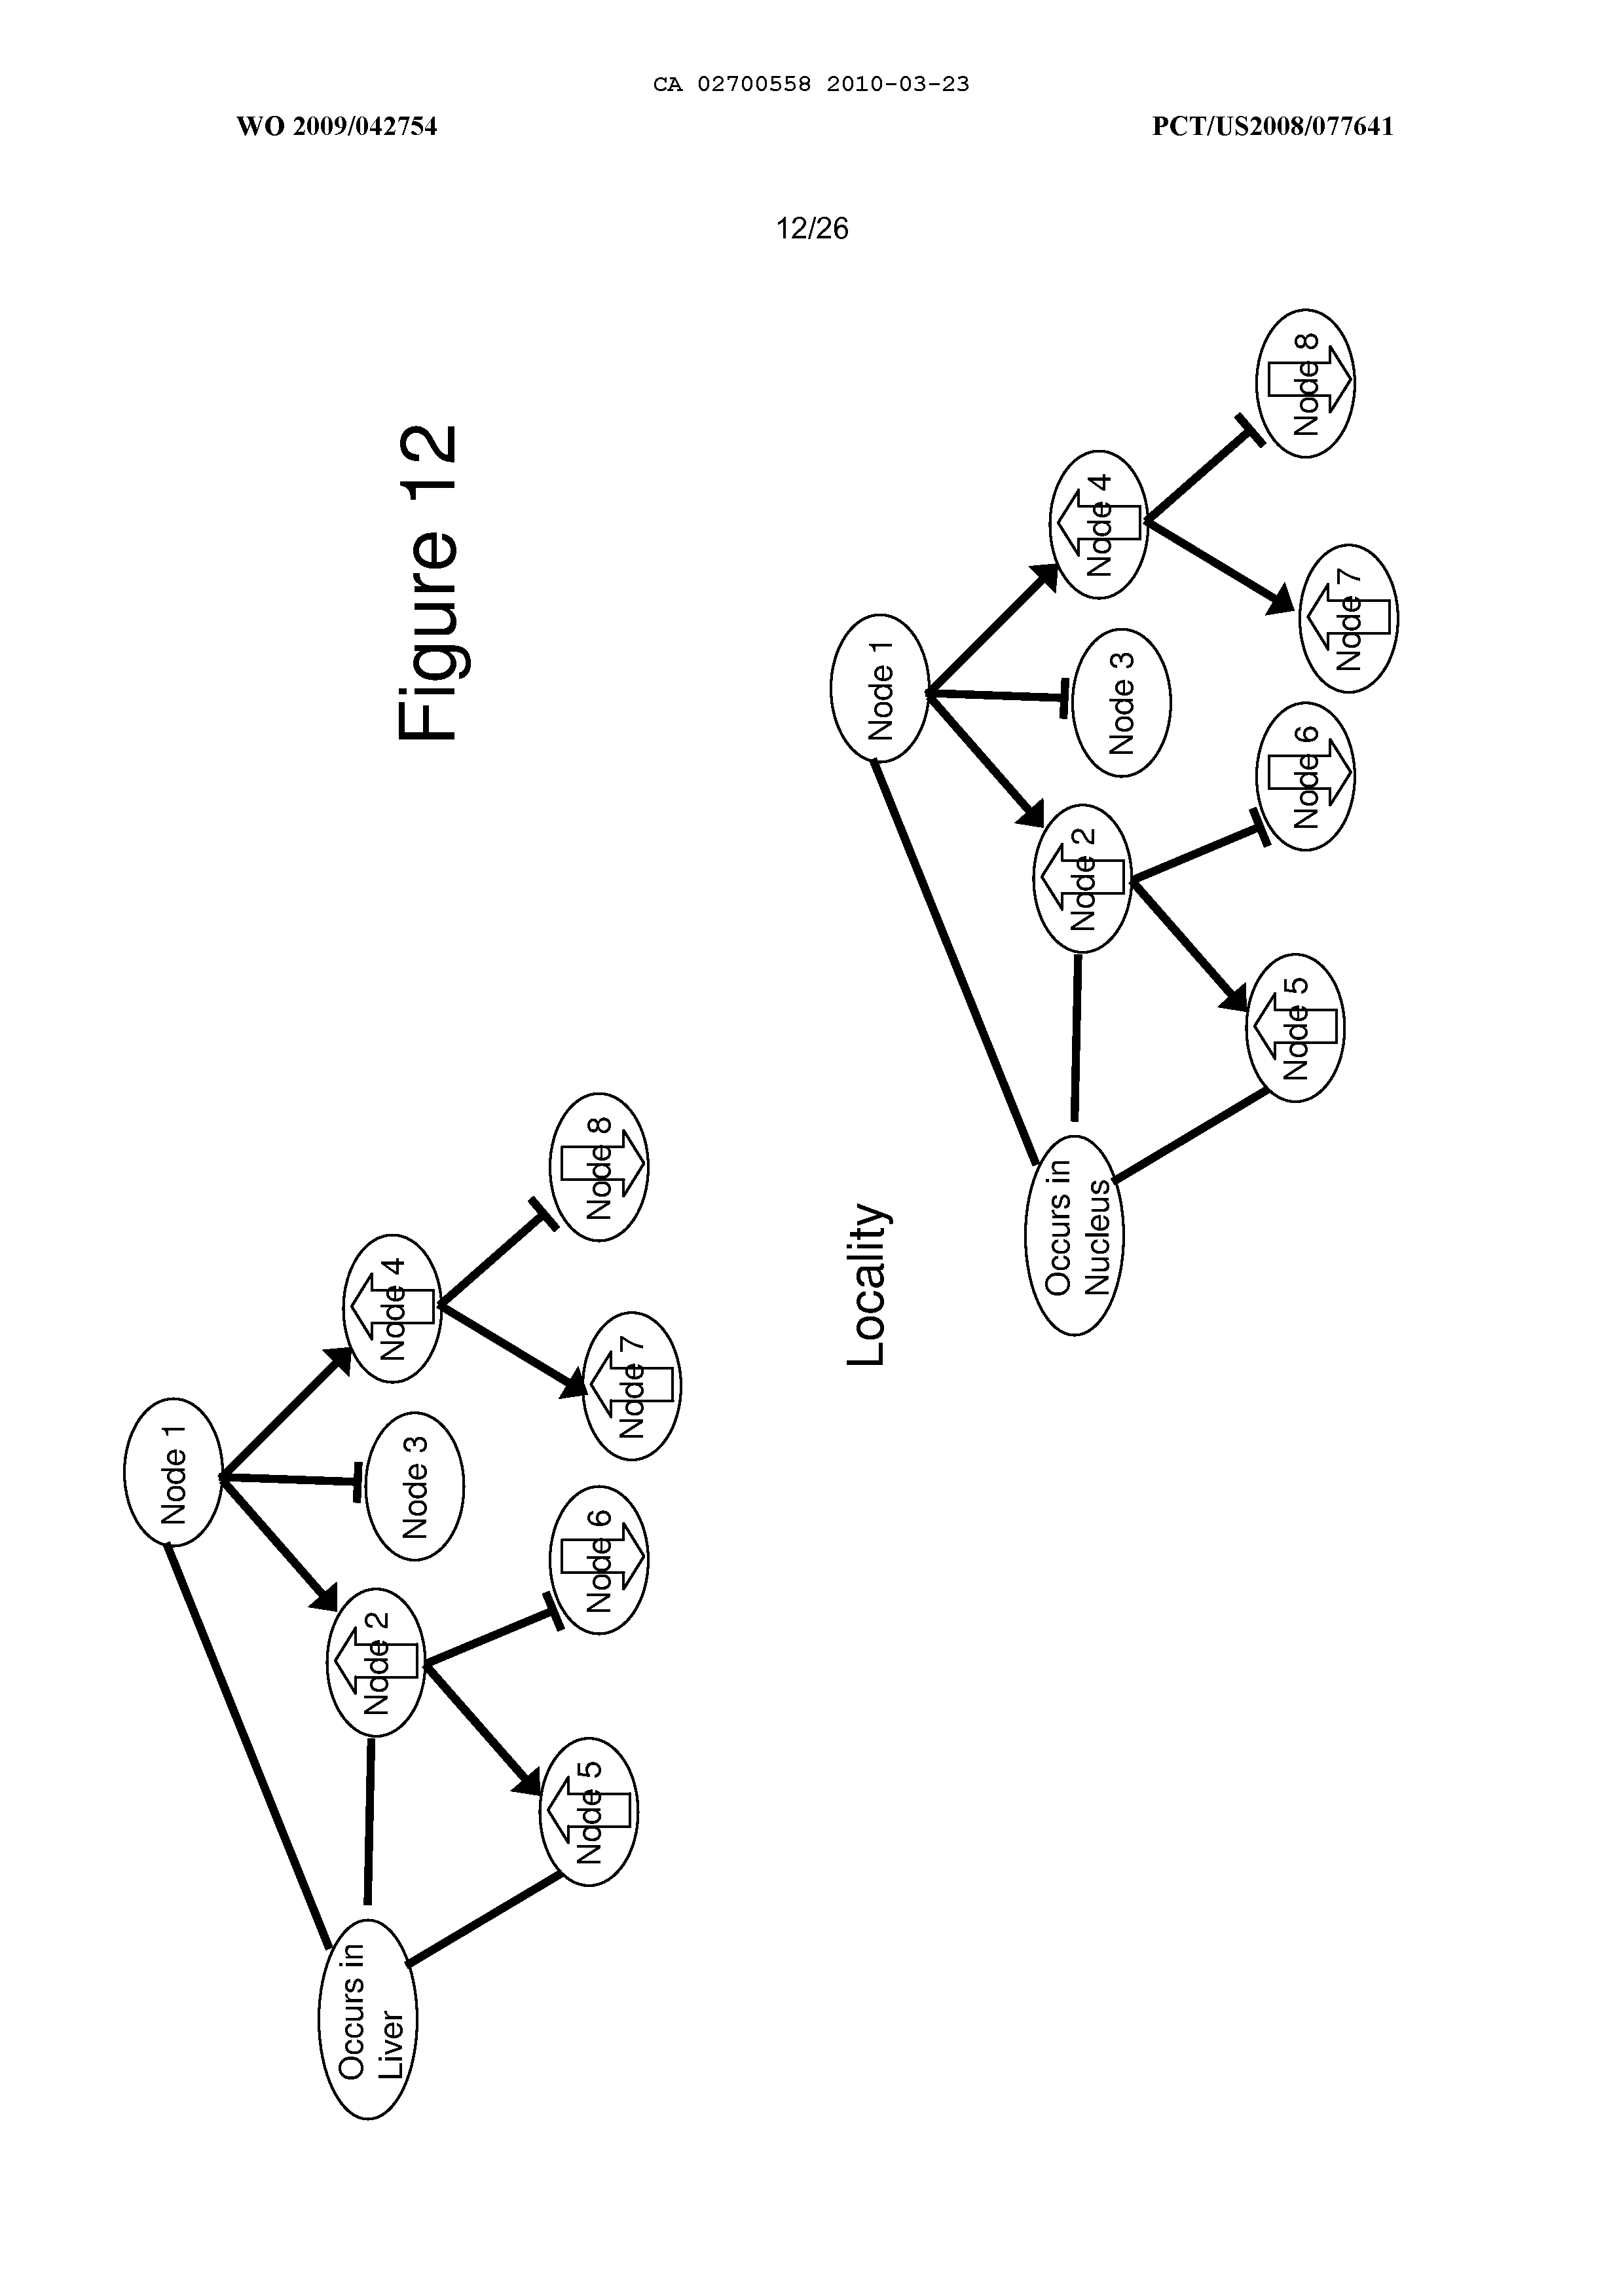 CA 02700558 2010-03-23
WO 2009/042754
PCT/US2008/077641
12/26
Figure 12
Node 1
Node 2
Node 3
Node 4
Node 5
Node 6
Node 7
Node 8
Occurs in
Liver
Locality
Node 1
Node 2
Node 3
Node 4
Node 5
Node 6
Node 7
Node 8
Occurs in
Nucleus